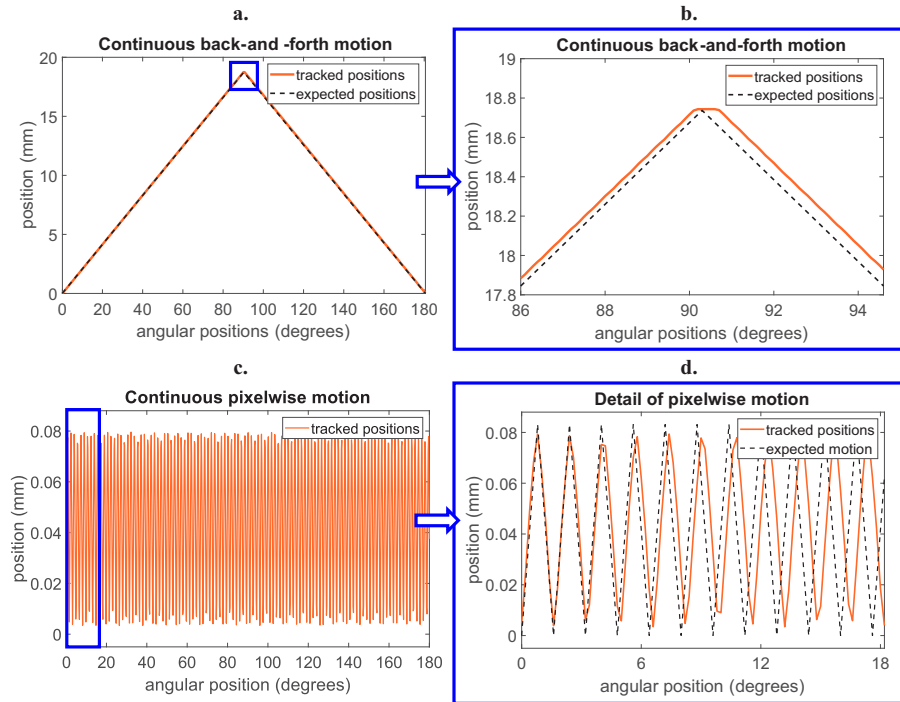 a.
Continuous back-and -forth motion
20
15
10
5
0
position (mm)
tracked positions
expected positions
0 20 40 60 80 100 120 140 160 180
angular positions (degrees)
b.
Continuous back-and-forth motion
19
18.8
18.6
18.4
18.2
18
17.8
position (mm)
tracked positions
expected positions
86 88 90 92 94
angular positions (degrees)
c.
Continuous pixelwise motion
0.08
0.06
0.04
0.02
0
position (mm)
tracked positions
0 20 40 60 80 100 120 140 160 180
angular position (degrees)
d.
Detail of pixelwise motion
0.08
0.06
0.04
0.02
0
position (mm)
tracked positions
expected motion
0 6 12 18
angular position (degrees)